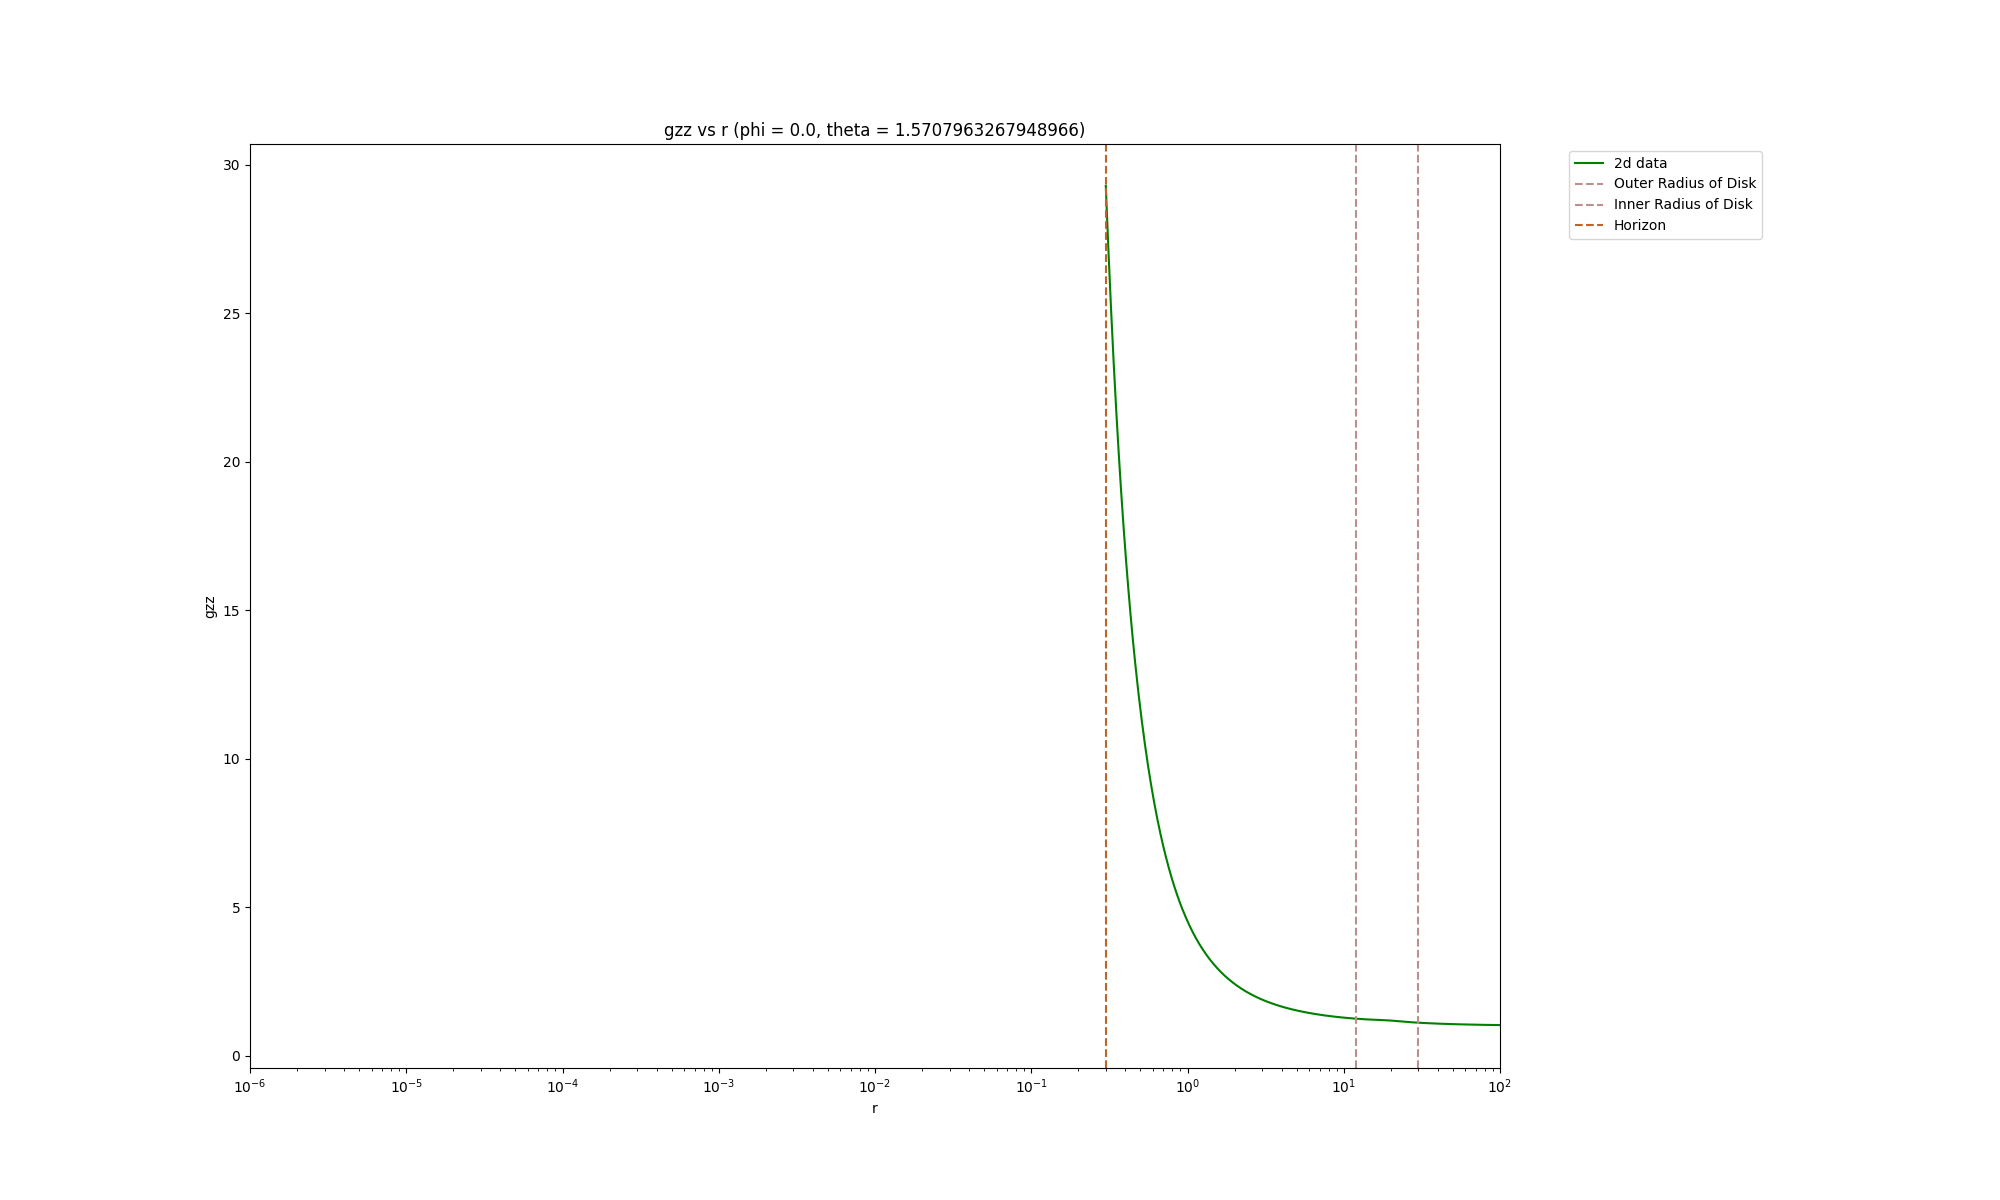 gzz vs r (phi = 0.0, theta = 1.5707963267948966)
30
25
20
15
10
5
0
gzz
10⁻⁶
10⁻⁵
10⁻⁴
10⁻³
10⁻²
10⁻¹
10⁰
10¹
10²
r
2d data
Outer Radius of Disk
Inner Radius of Disk
Horizon